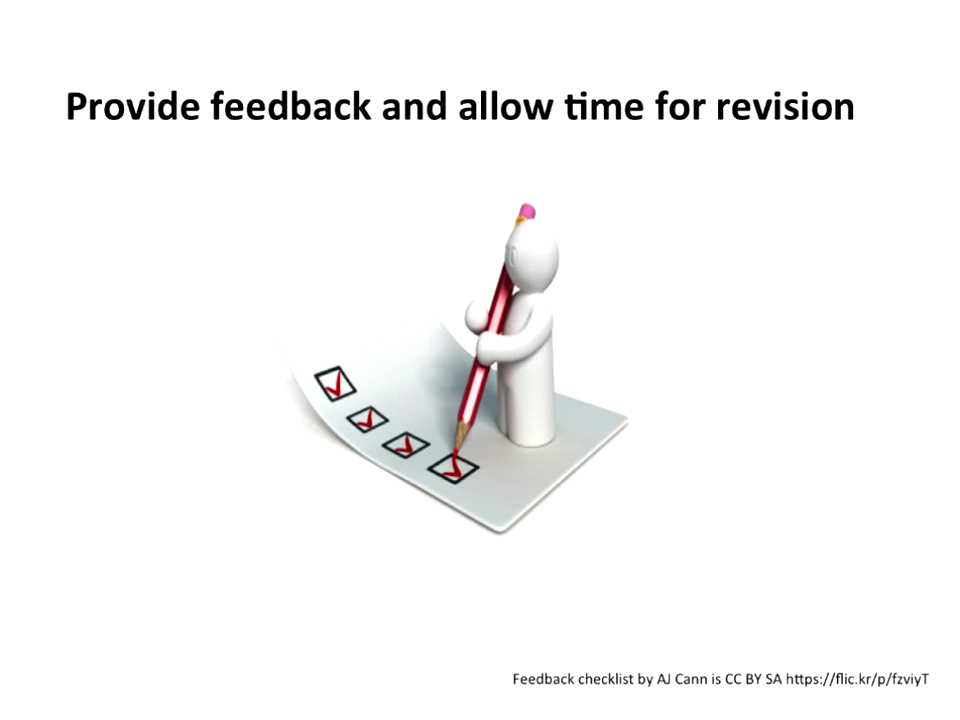 Provide feedback and allow time for revision
Feedback checklist by AJ Cann is CC BY SA https://flic.kr/p/fzviyT